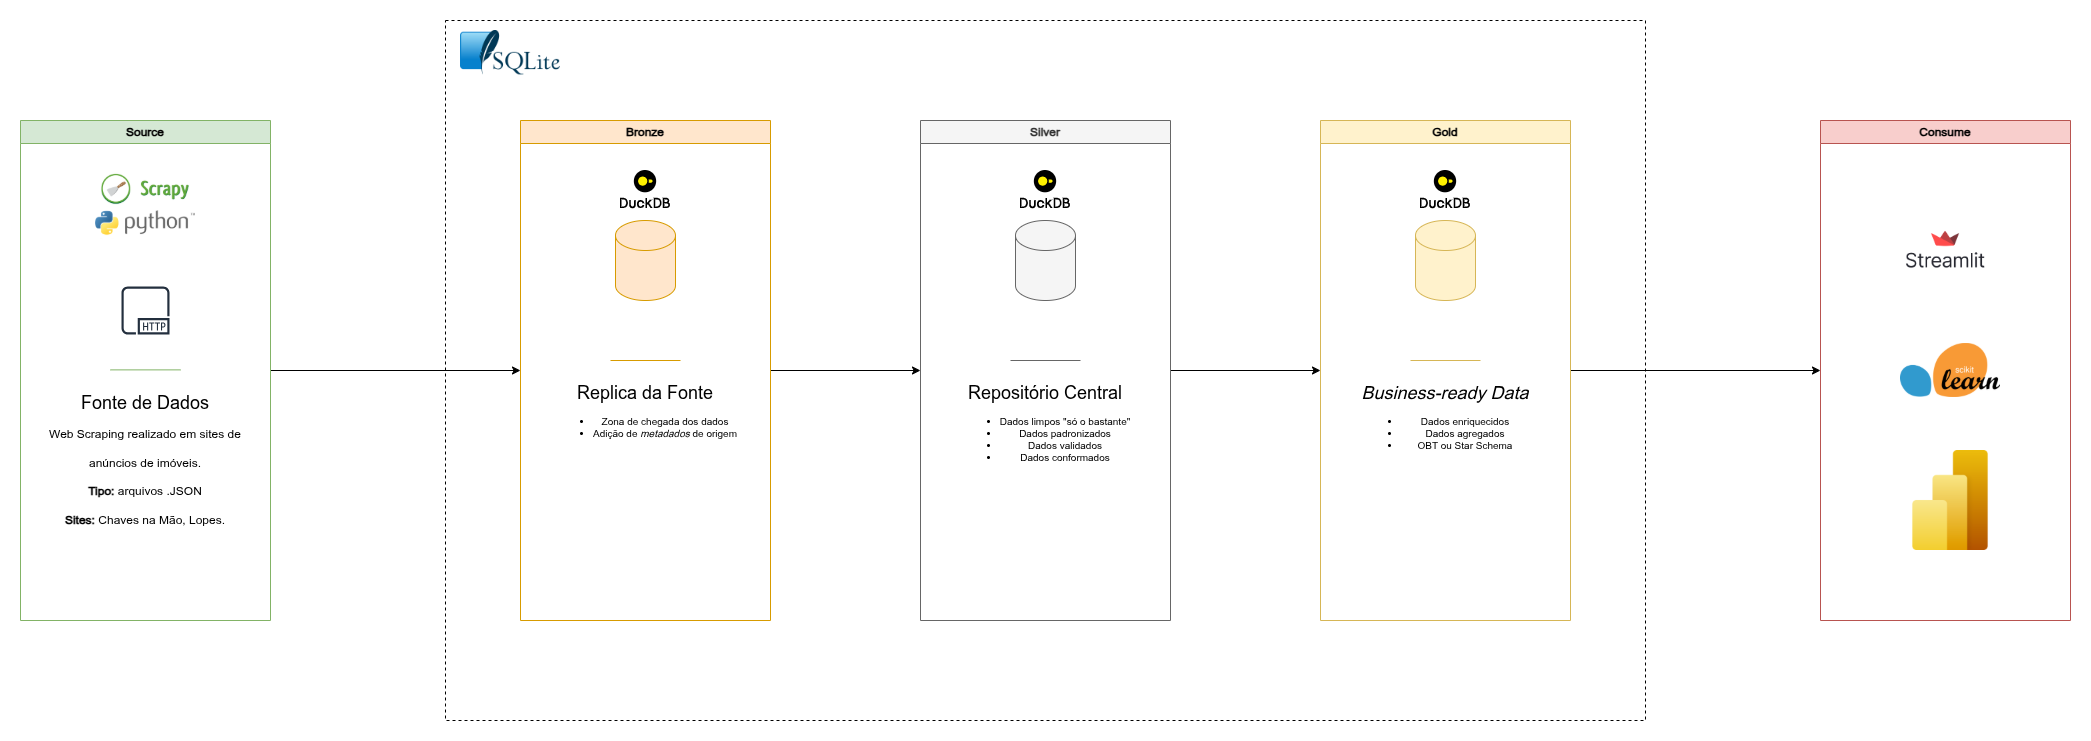 SQLite
Source
Scrapy
python™
HTTP
Fonte de Dados
Web Scraping realizado em sites de
anúncios de imóveis.
Tipo: arquivos .JSON
Sites: Chaves na Mão, Lopes.
Bronze
DuckDB
Replica da Fonte
• Zona de chegada dos dados
• Adição de metadados de origem
Silver
DuckDB
Repositório Central
• Dados limpos "só o bastante"
• Dados padronizados
• Dados validados
• Dados conformados
Gold
DuckDB
Business-ready Data
• Dados enriquecidos
• Dados agregados
• OBT ou Star Schema
Consume
Streamlit
scikit
learn